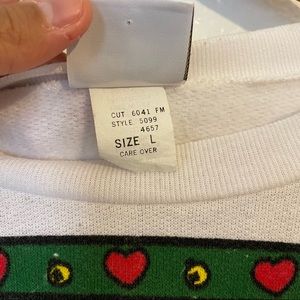 CUT. 6041 FM
STYLE. 5099
4657
SIZE L
CARE OVER